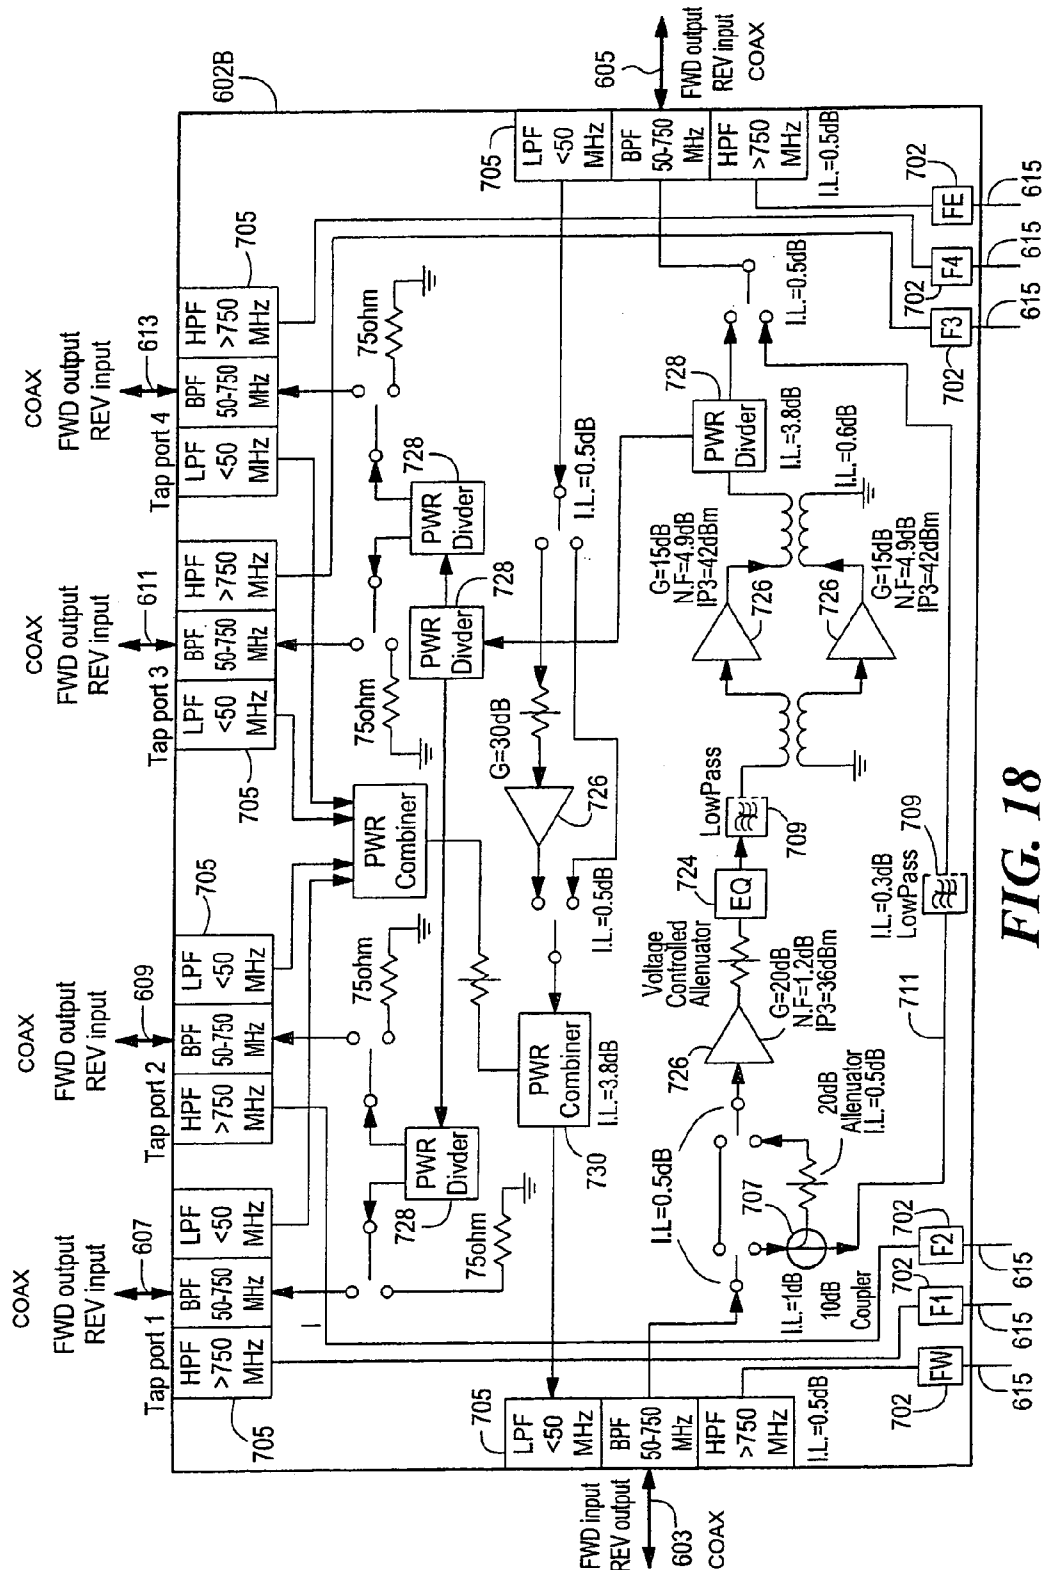 COAX
FWD output
REV input
607
Tap port 1
HPF
>750
MHz
BPF
50-750
MHz
LPF
<50
MHz
705
COAX
FWD output
REV input
609
Tap port 2
HPF
>750
MHz
BPF
50-750
MHz
LPF
<50
MHz
705
COAX
FWD output
REV input
611
Tap port 3
LPF
<50
MHz
BPF
50-750
MHz
HPF
>750
MHz
705
COAX
FWD output
REV input
613
Tap port 4
LPF
<50
MHz
BPF
50-750
MHz
HPF
>750
MHz
705
602B
75ohm
75ohm
75ohm
75ohm
PWR
Divder
728
PWR
Combiner
PWR
Divder
728
PWR
Divder
728
705
LPF
<50
MHz
BPF
50-750
MHz
HPF
>750
MHz
I.L.=0.5dB
FWD input
REV output
603
COAX
PWR
Combiner
I.L.=3.8dB
730
I.L.=0.5dB
G=30dB
726
I.L.=0.5dB
705
LPF
<50
MHz
BPF
50-750
MHz
HPF
>750
MHz
I.L.=0.5dB
605
FWD output
REV input
COAX
I.L.=0.5dB
707
I.L.=1dB
10dB
Coupler
20dB
Allenuator
I.L.=0.5dB
726
G=20dB
N.F=1.2dB
IP3=36dBm
Voltage
Controlled
Allenuator
724
EQ
LowPass
709
G=15dB
N.F=4.9dB
IP3=42dBm
726
726
G=15dB
N.F=4.9dB
IP3=42dBm
I.L.=0.6dB
PWR
Divder
728
I.L.=3.8dB
I.L.=0.5dB
711
I.L.=0.3dB
LowPass
709
702
FW
615
702
F1
615
702
F2
615
F3
702
615
F4
702
615
FE
702
615
FIG. 18